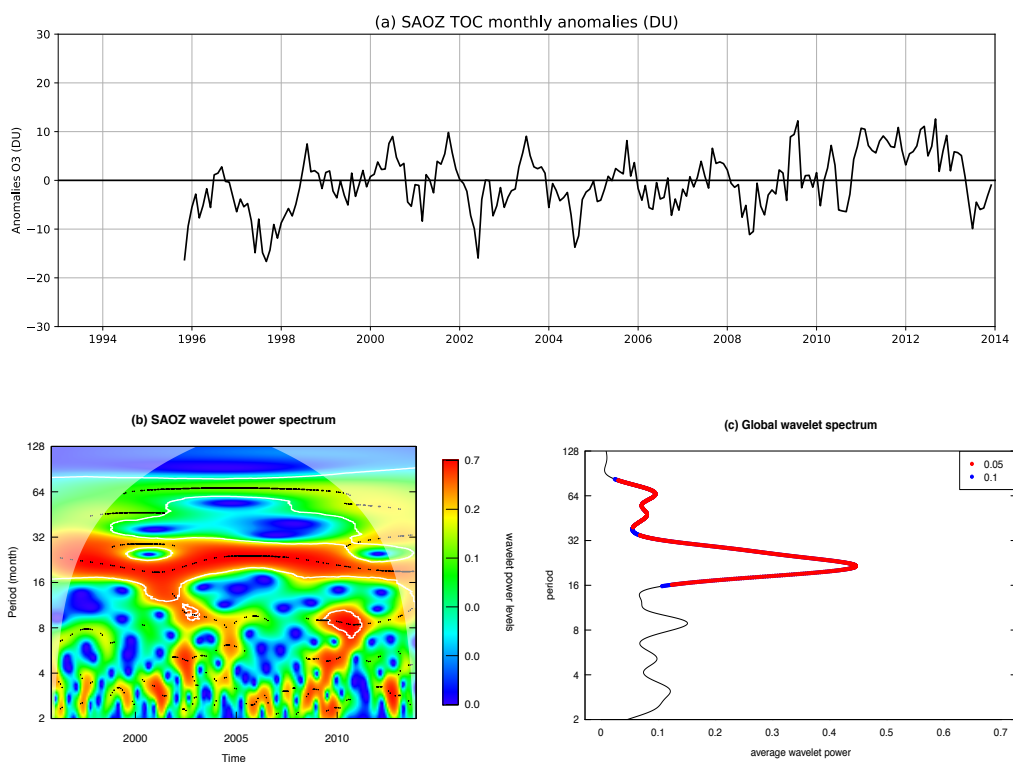 (a) SAOZ TOC monthly anomalies (DU)
30
20
10
0
−10
−20
−30
Anomalies O3 (DU)
1994 1996 1998 2000 2002 2004 2006 2008 2010 2012 2014
(b) SAOZ wavelet power spectrum
128
64
32
16
8
4
2
Period (month)
2000 2005 2010
Time
0.7
0.2
0.1
0.0
0.0
0.0
wavelet power levels
(c) Global wavelet spectrum
128
64
32
16
8
4
2
period
0.05
0.1
0 0.1 0.2 0.3 0.4 0.5 0.6 0.7
average wavelet power